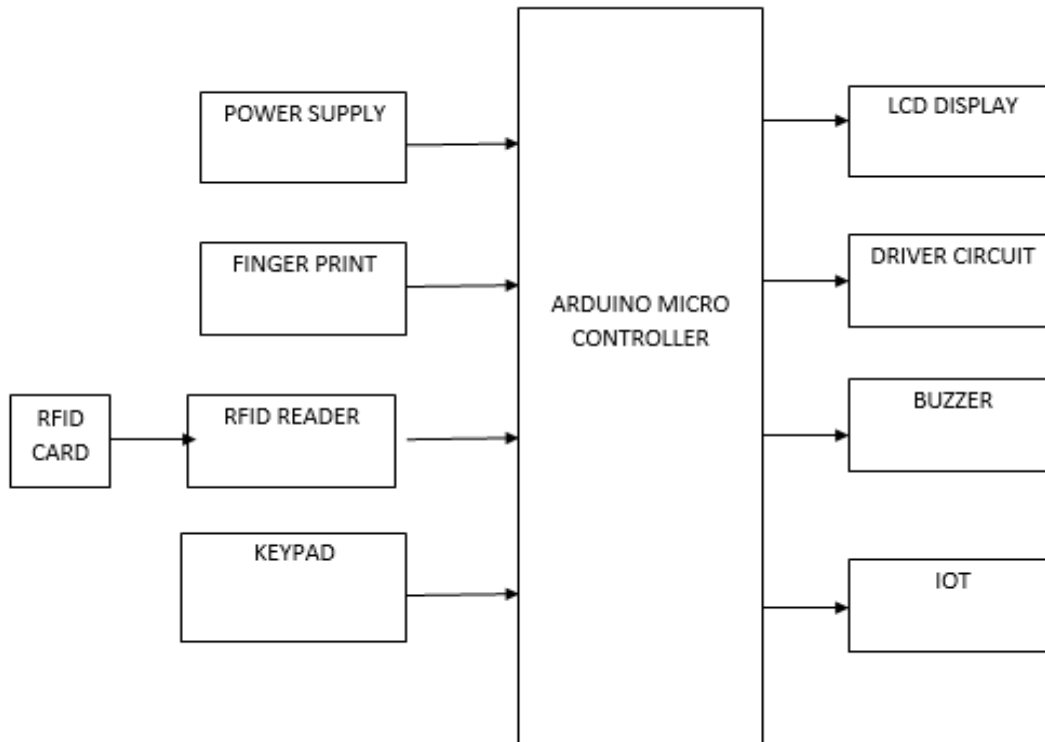 POWER SUPPLY
FINGER PRINT
RFID
CARD
RFID READER
KEYPAD
ARDUINO MICRO
CONTROLLER
LCD DISPLAY
DRIVER CIRCUIT
BUZZER
IOT